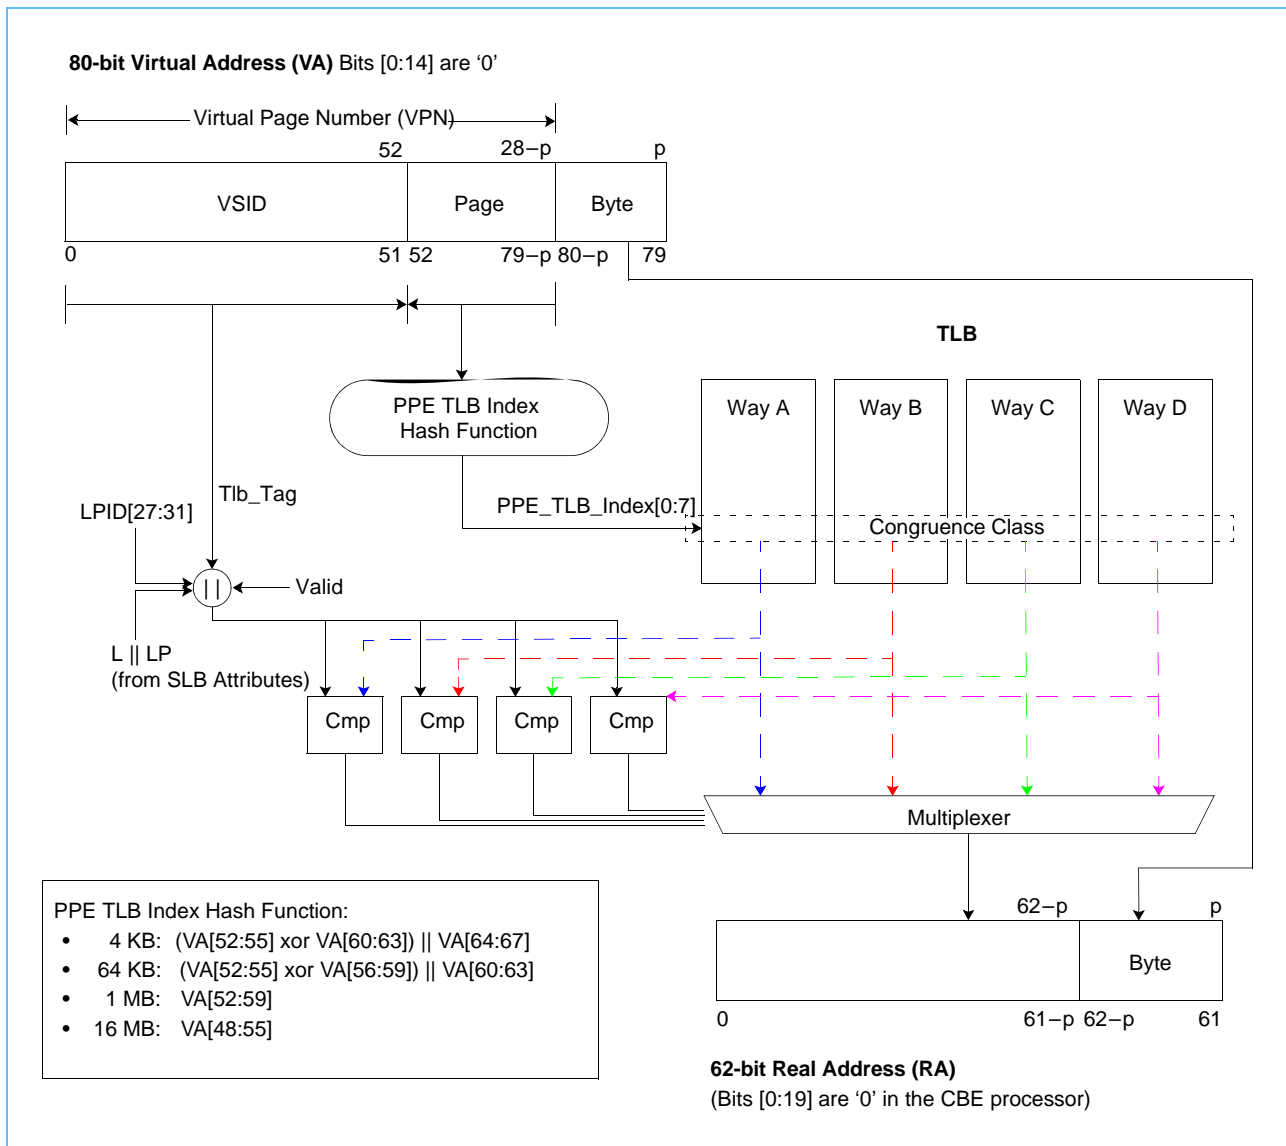 80-bit Virtual Address (VA) Bits [0:14] are ‘0’
Virtual Page Number (VPN)
52 28–p p
VSID Page Byte
0 51 52 79–p 80–p 79
TLB
PPE TLB Index
Hash Function
Way A Way B Way C Way D
Tlb_Tag
LPID[27:31]
PPE_TLB_Index[0:7]
Congruence Class
||
Valid
L || LP
(from SLB Attributes)
Cmp Cmp Cmp Cmp
Multiplexer
PPE TLB Index Hash Function:
• 4 KB: (VA[52:55] xor VA[60:63]) || VA[64:67]
• 64 KB: (VA[52:55] xor VA[56:59]) || VA[60:63]
• 1 MB: VA[52:59]
• 16 MB: VA[48:55]
62–p p
Byte
0 61–p 62–p 61
62-bit Real Address (RA)
(Bits [0:19] are ‘0’ in the CBE processor)